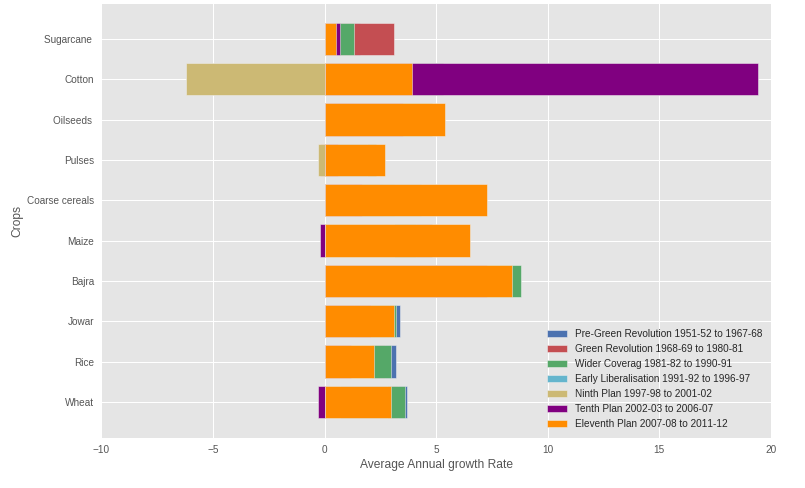 Sugarcane
Cotton
Oilseeds
Pulses
Coarse cereals
Maize
Bajra
Jowar
Rice
Wheat
Crops
Pre-Green Revolution 1951-52 to 1967-68
Green Revolution 1968-69 to 1980-81
Wider Coverag 1981-82 to 1990-91
Early Liberalisation 1991-92 to 1996-97
Ninth Plan 1997-98 to 2001-02
Tenth Plan 2002-03 to 2006-07
Eleventh Plan 2007-08 to 2011-12
−10 −5 0 5 10 15 20
Average Annual growth Rate